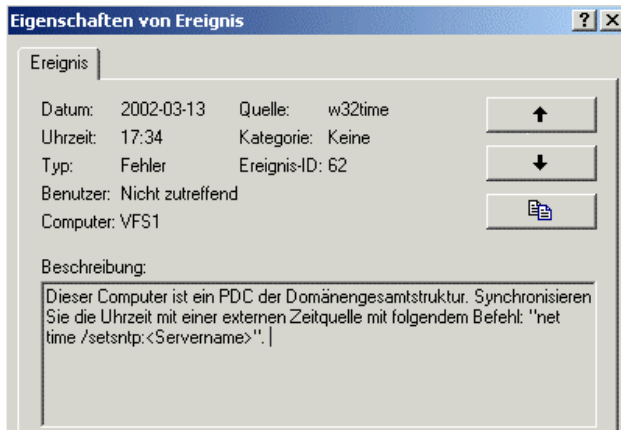 Eigenschaften von Ereignis
Ereignis
Datum: 2002-03-13 Quelle: w32time
Uhrzeit: 17:34 Kategorie: Keine
Typ: Fehler Ereignis-ID: 62
Benutzer: Nicht zutreffend
Computer: VFS1
Beschreibung:
Dieser Computer ist ein PDC der Domänengesamtstruktur. Synchronisieren
Sie die Uhrzeit mit einer externen Zeitquelle mit folgendem Befehl: "net
time /setsntp:<Servername>".